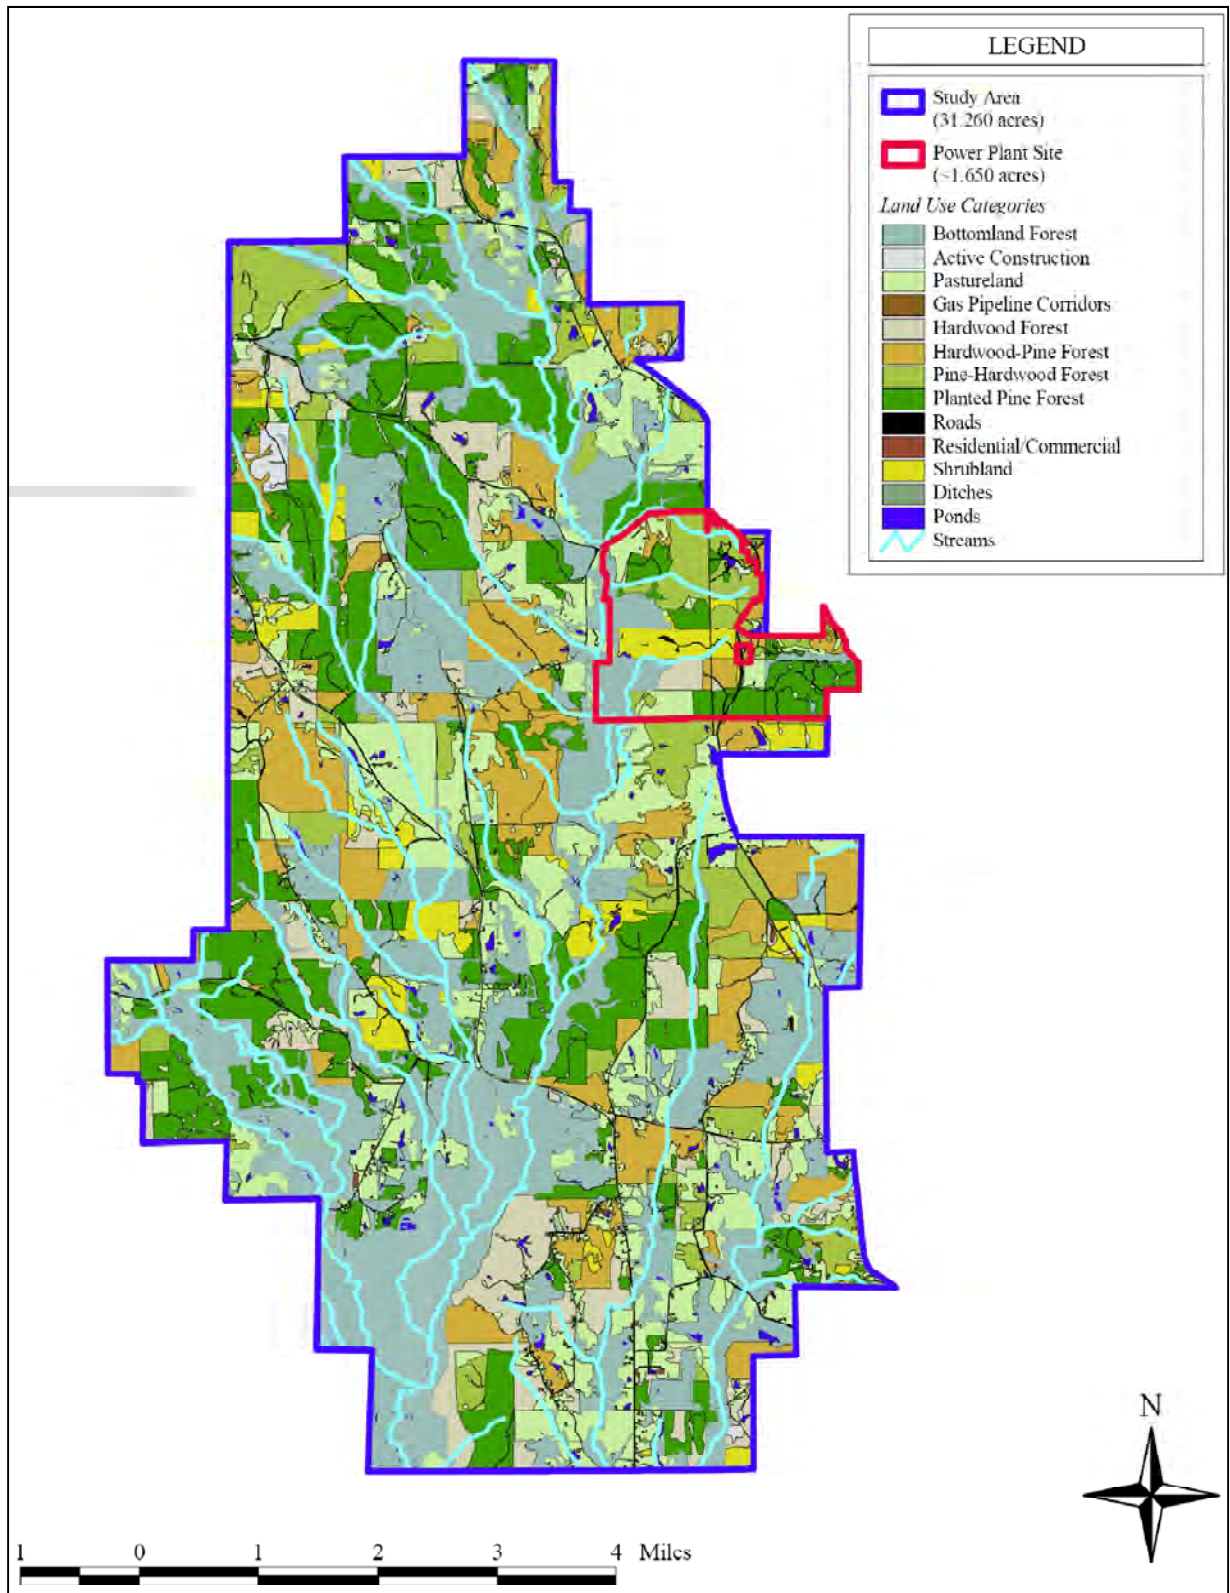 LEGEND
Study Area
(31.260 acres)
Power Plant Site
(~1.650 acres)
Land Use Categories
Bottomland Forest
Active Construction
Pastureland
Gas Pipeline Corridors
Hardwood Forest
Hardwood-Pine Forest
Pine-Hardwood Forest
Planted Pine Forest
Roads
Residential/Commercial
Shrubland
Ditches
Ponds
Streams
N
1 0 1 2 3 4 Miles